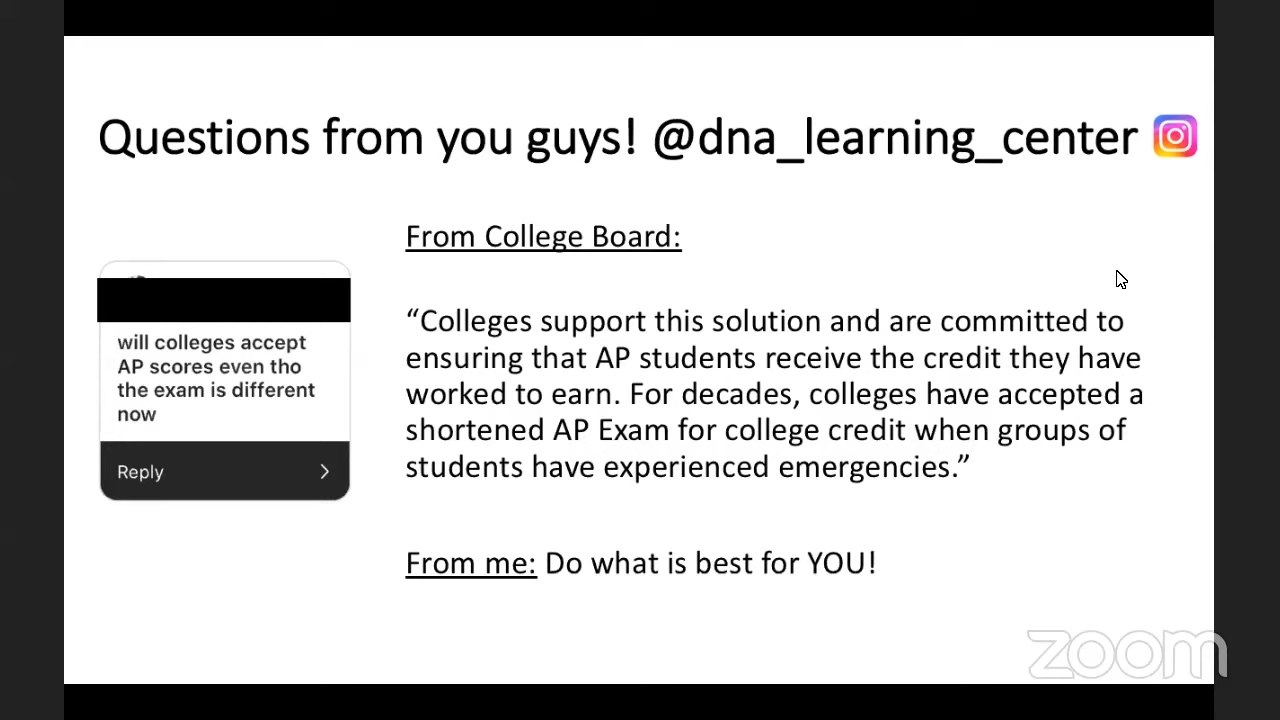 Questions from you guys! @dna_learning_center
From College Board:
will colleges accept
AP scores even tho
the exam is different
now
Reply
“Colleges support this solution and are committed to
ensuring that AP students receive the credit they have
worked to earn. For decades, colleges have accepted a
shortened AP Exam for college credit when groups of
students have experienced emergencies.”
From me: Do what is best for YOU!
zoom